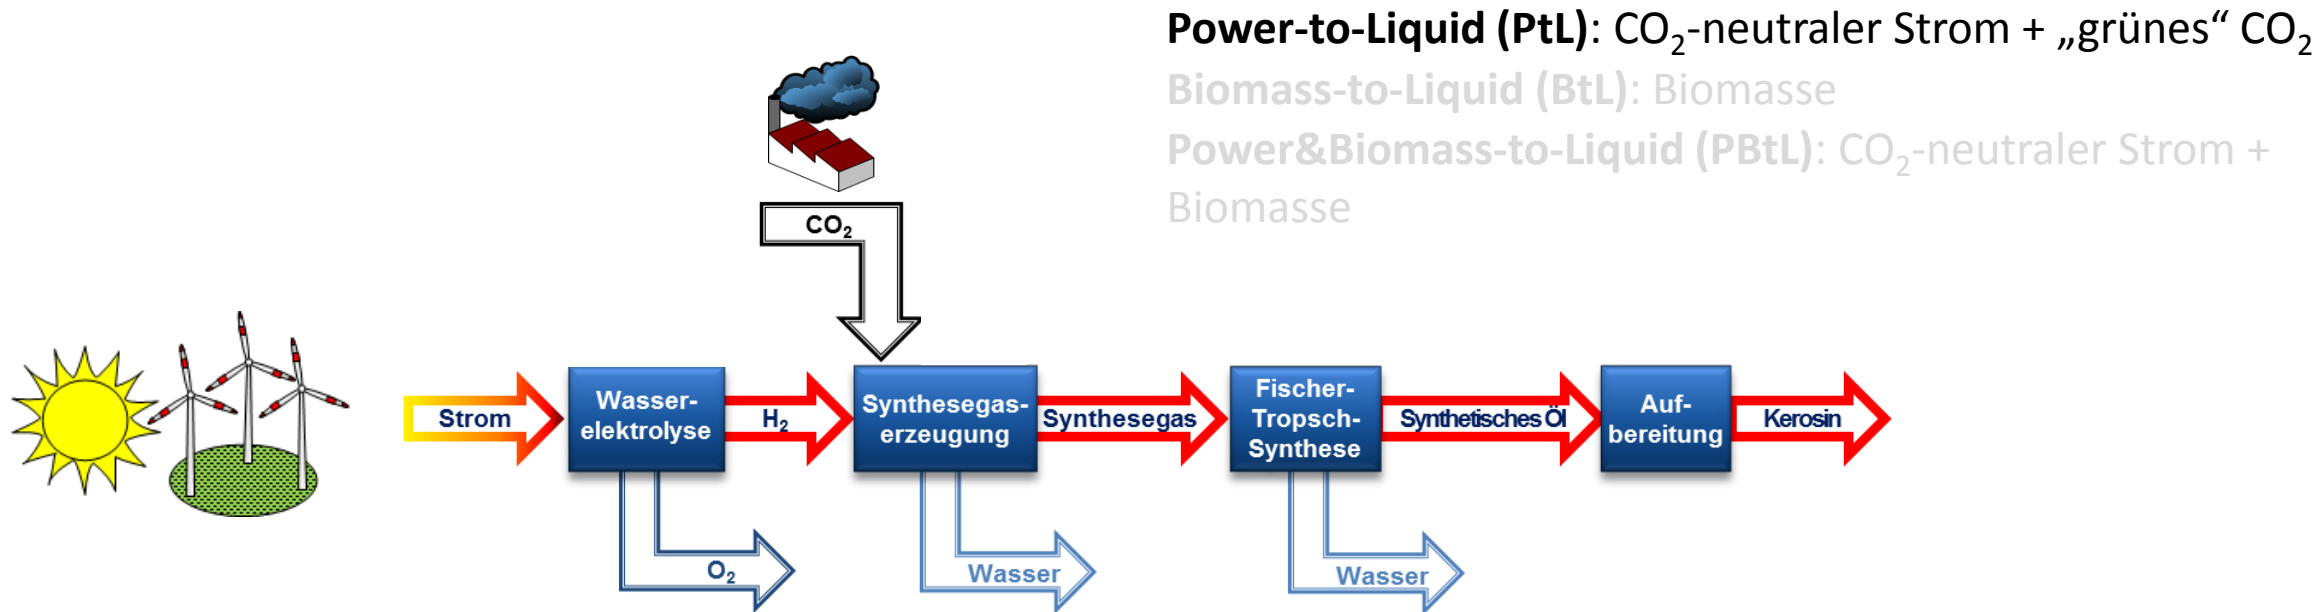 Power-to-Liquid (PtL): CO₂-neutraler Strom + „grünes“ CO₂
Biomass-to-Liquid (BtL): Biomasse
Power&Biomass-to-Liquid (PBtL): CO₂-neutraler Strom +
Biomasse
CO₂
Strom
Wasser-
elektrolyse
H₂
Synthesegas-
erzeugung
Synthesegas
Fischer-
Tropsch-
Synthese
Synthetisches Öl
Auf-
bereitung
Kerosin
O₂
Wasser
Wasser